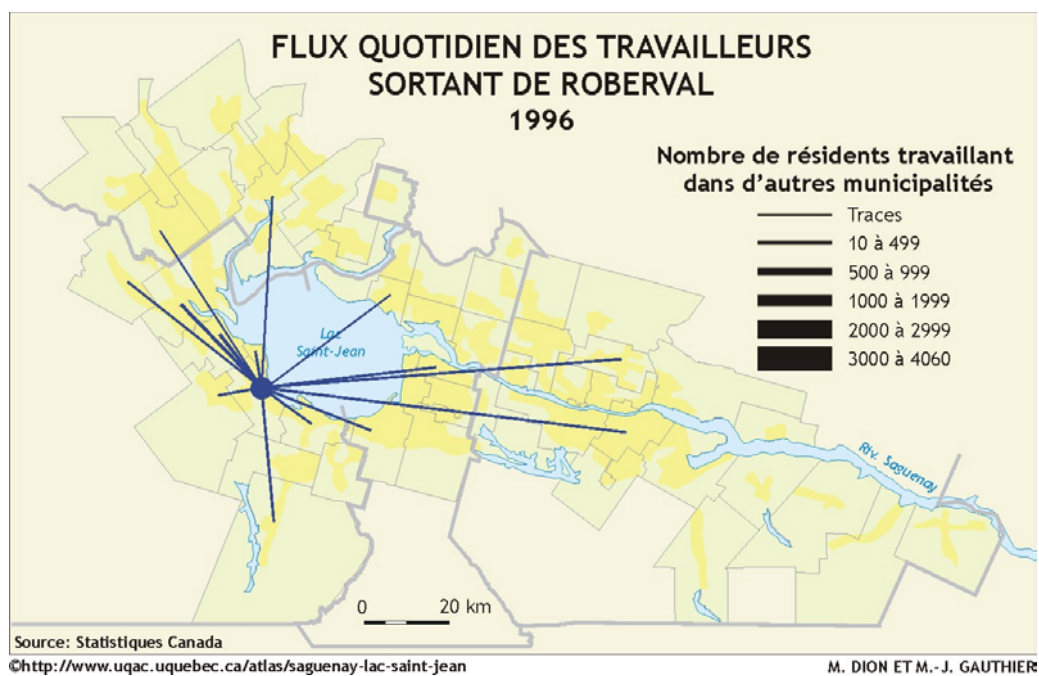 FLUX QUOTIDIEN DES TRAVAILLEURS
SORTANT DE ROBERVAL
1996
Nombre de résidents travaillant
dans d'autres municipalités
Traces
10 à 499
500 à 999
1000 à 1999
2000 à 2999
3000 à 4060
Lac
Saint-Jean
Riv. Saguenay
0 20 km
Source: Statistiques Canada
©http://www.uqac.uquebec.ca/atlas/saguenay-lac-saint-jean
M. DION ET M.-J. GAUTHIER